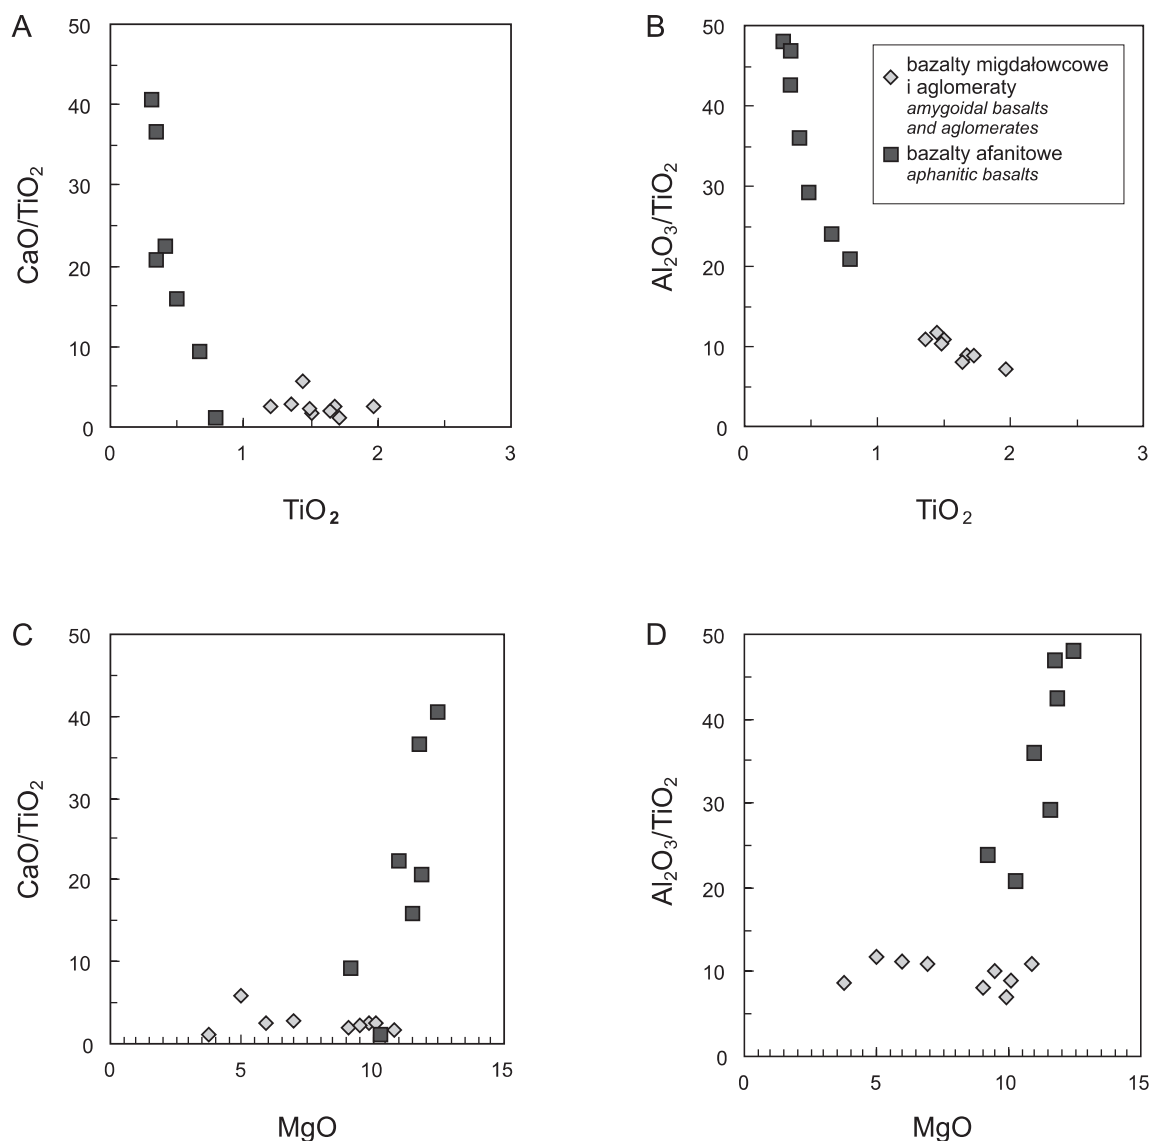 A
50
40
30
20
10
0
CaO/TiO₂
0 1 2 3
TiO₂
B
50
40
30
20
10
0
Al₂O₃/TiO₂
bazalty migdałowcowe
i aglomeraty
amygoidal basalts
and aglomerates
bazalty afanitowe
aphanitic basalts
0 1 2 3
TiO₂
C
50
40
30
20
10
0
CaO/TiO₂
0 5 10 15
MgO
D
50
40
30
20
10
0
Al₂O₃/TiO₂
0 5 10 15
MgO